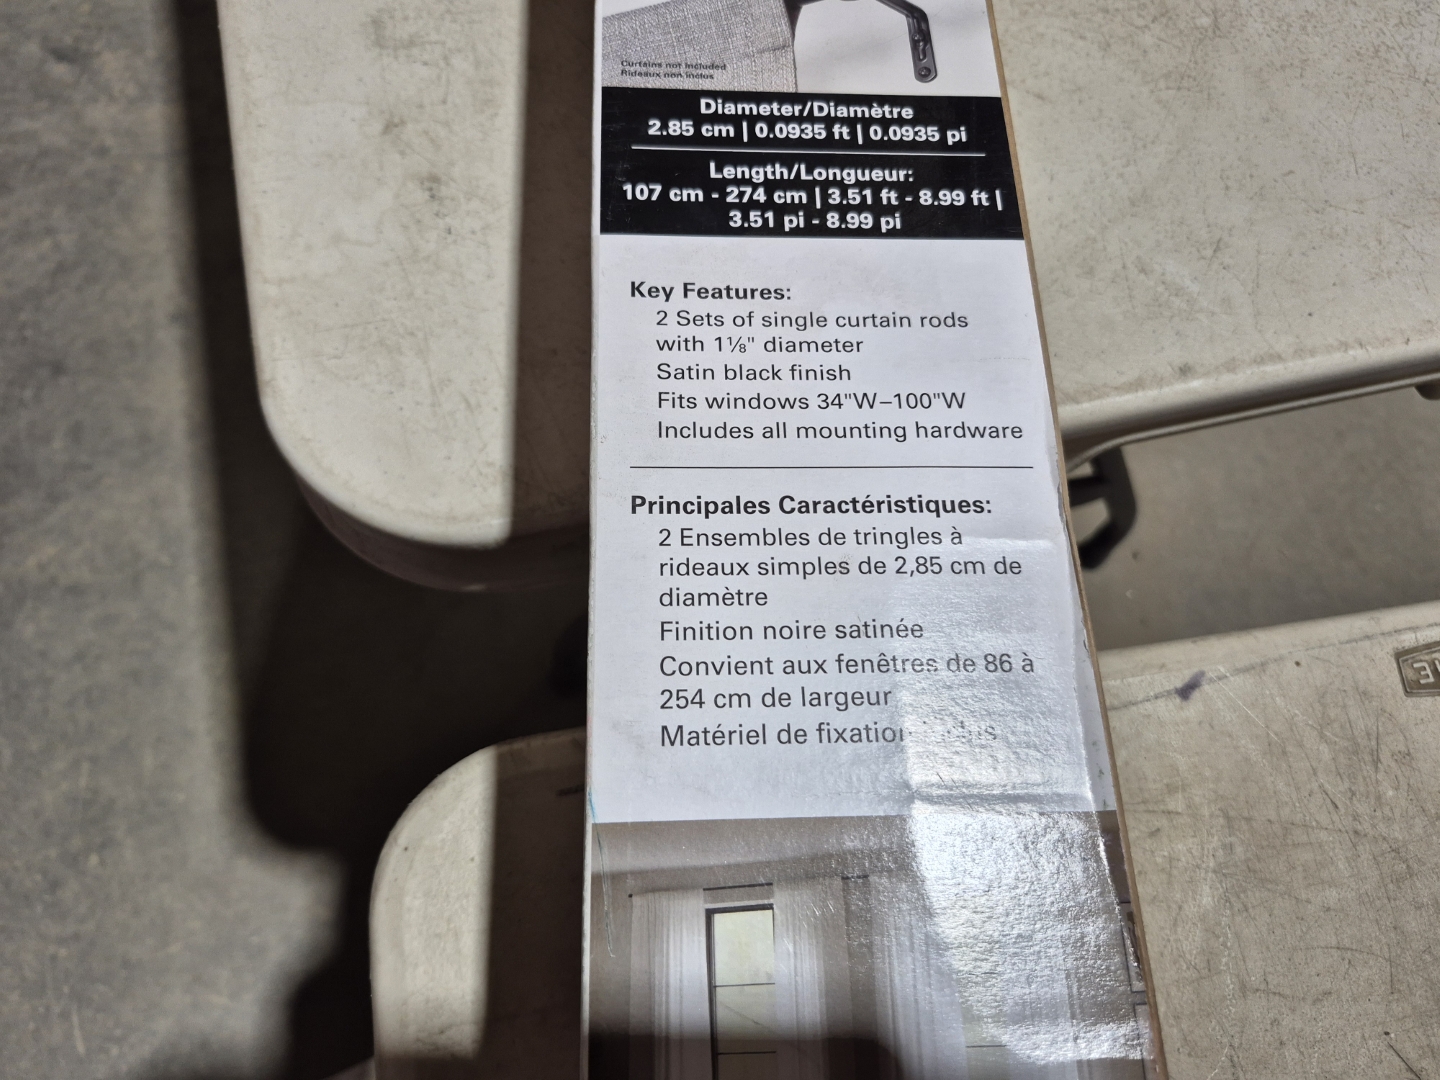 Curtains not included
Rideaux non inclus
Diameter/Diamètre
2.85 cm | 0.0935 ft | 0.0935 pi
Length/Longueur:
107 cm - 274 cm | 3.51 ft - 8.99 ft |
3.51 pi - 8.99 pi
Key Features:
2 Sets of single curtain rods
with 1⅛" diameter
Satin black finish
Fits windows 34"W–100"W
Includes all mounting hardware
Principales Caractéristiques:
2 Ensembles de tringles à
rideaux simples de 2,85 cm de
diamètre
Finition noire satinée
Convient aux fenêtres de 86 à
254 cm de largeur
Matériel de fixation inclus